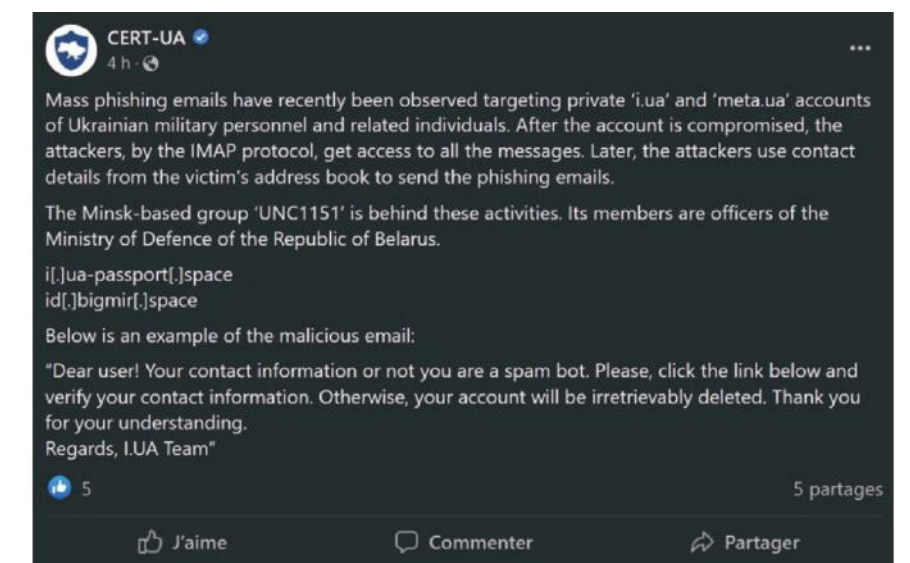 CERT-UA
4 h ·
Mass phishing emails have recently been observed targeting private 'i.ua' and 'meta.ua' accounts
of Ukrainian military personnel and related individuals. After the account is compromised, the
attackers, by the IMAP protocol, get access to all the messages. Later, the attackers use contact
details from the victim's address book to send the phishing emails.
The Minsk-based group 'UNC1151' is behind these activities. Its members are officers of the
Ministry of Defence of the Republic of Belarus.
i[.]ua-passport[.]space
id[.]bigmir[.]space
Below is an example of the malicious email:
"Dear user! Your contact information or not you are a spam bot. Please, click the link below and
verify your contact information. Otherwise, your account will be irretrievably deleted. Thank you
for your understanding.
Regards, I.UA Team"
5
5 partages
J'aime
Commenter
Partager